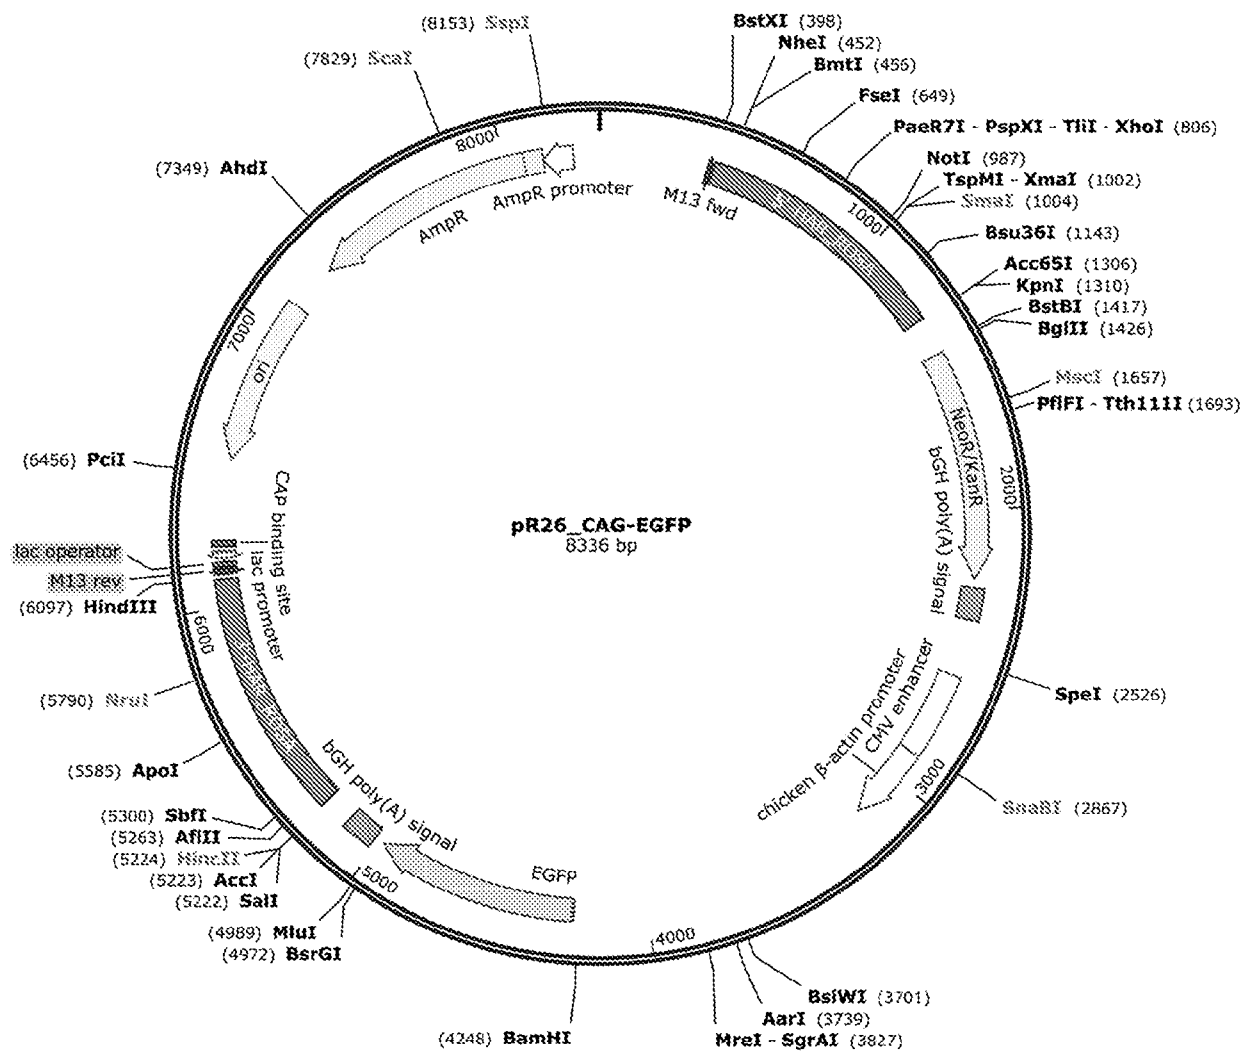 (8153) SspI
(7829) ScaI
(7349) AhdI
BstXI (398)
NheI (452)
BmtI (456)
FseI (649)
PaeR7I - PspXI - TliI - XhoI (806)
NotI (987)
TspMI - XmaI (1002)
SmaI (1004)
Bsu36I (1143)
Acc65I (1306)
KpnI (1310)
BstBI (1417)
BglII (1426)
MscI (1657)
PflFI - Tth111I (1693)
8000
AmpR promoter
AmpR
M13 fwd
1000
7000
ori
NeoR/KanR
bGH poly(A) signal
2000
(6456) PciI
CAP binding site
lac promoter
lac operator
M13 rev
(6097) HindIII
6000
pR26_CAG-EGFP
8336 bp
(5790) NruI
(5585) ApoI
SpeI (2526)
chicken β-actin promoter
CMV enhancer
3000
SnaBI (2867)
(5300) SbfI
(5263) AflII
(5224) HincII
(5223) AccI
(5222) SalI
(4989) MluI
(4972) BsrGI
bGH poly(A) signal
5000
EGFP
4000
(4248) BamHI
BsiWI (3701)
AarI (3739)
MreI - SgrAI (3827)